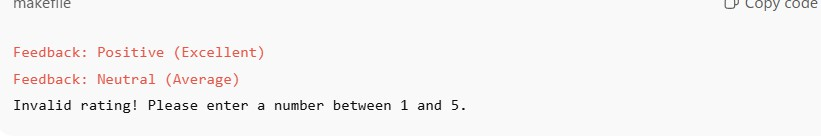 makefile Copy code
Feedback: Positive (Excellent)
Feedback: Neutral (Average)
Invalid rating! Please enter a number between 1 and 5.